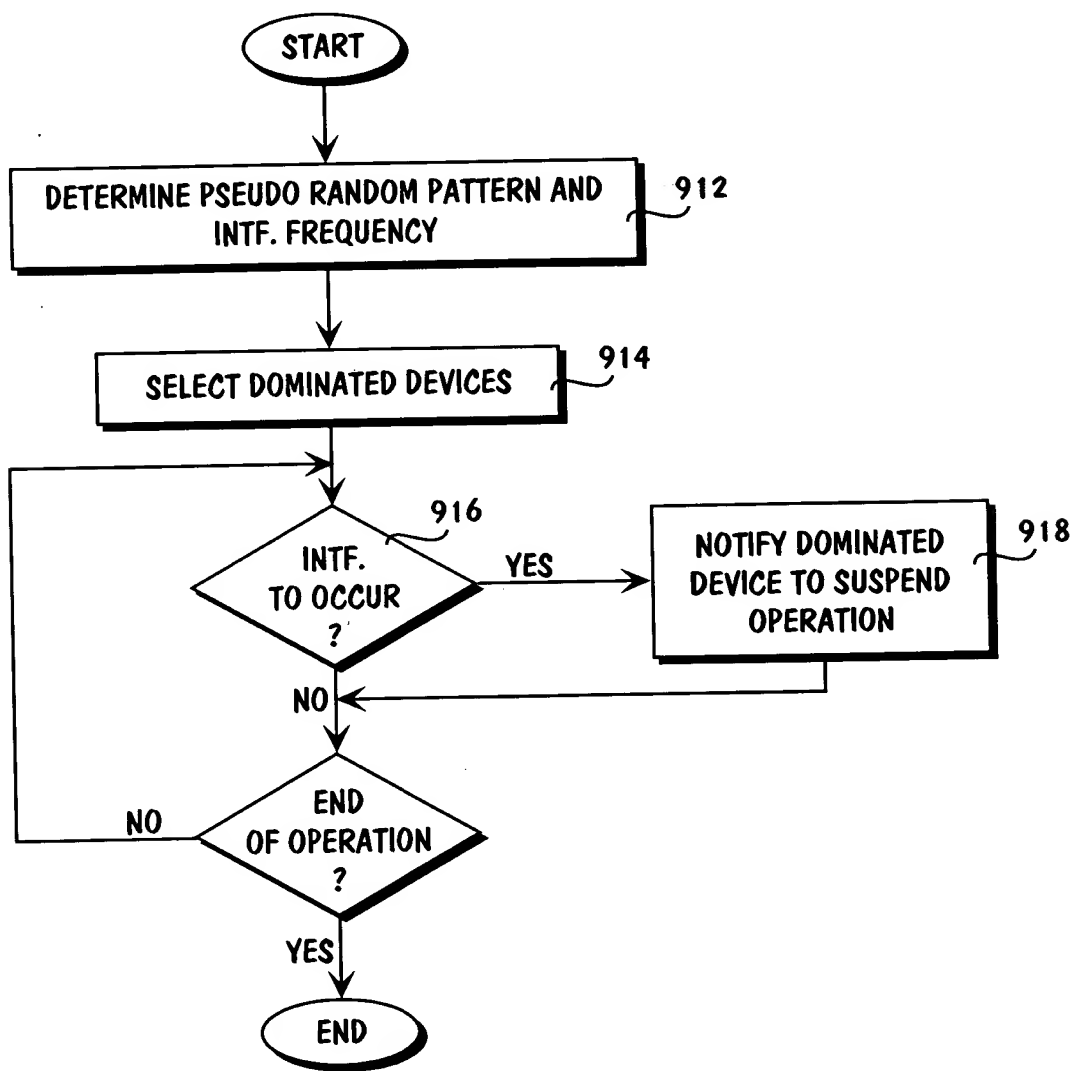 START
DETERMINE PSEUDO RANDOM PATTERN AND
INTF. FREQUENCY
912
SELECT DOMINATED DEVICES
914
INTF.
TO OCCUR
?
916
YES
NOTIFY DOMINATED
DEVICE TO SUSPEND
OPERATION
918
NO
END
OF OPERATION
?
NO
YES
END